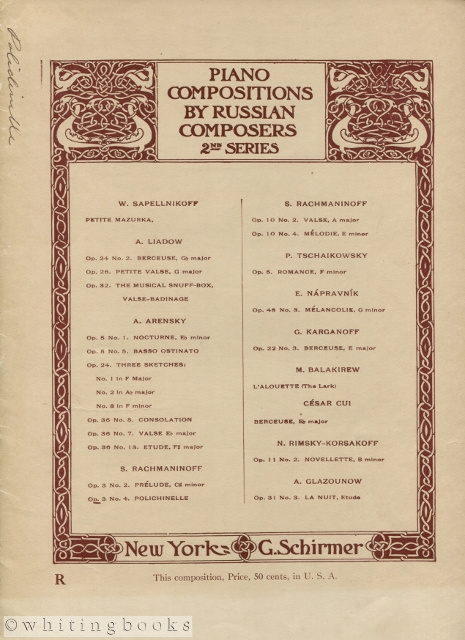 Polichinelle
PIANO
COMPOSITIONS
BY RUSSIAN
COMPOSERS
2ND SERIES
W. SAPELLNIKOFF
PETITE MAZURKA,
A. LIADOW
Op. 24 No. 2. BERCEUSE, G♭ major
Op. 26. PETITE VALSE, G major
Op. 32. THE MUSICAL SNUFF-BOX,
VALSE-BADINAGE
A. ARENSKY
Op. 5 No. 1. NOCTURNE, E♭ minor
Op. 5 No. 5. BASSO OSTINATO
Op. 24. THREE SKETCHES:
No. 1 in F Major
No. 2 in A♭ major
No. 3 in F minor
Op. 36 No. 5. CONSOLATION
Op. 36 No. 7. VALSE E♭ major
Op. 36 No. 13. ETUDE, F♯ major
S. RACHMANINOFF
Op. 3 No. 2. PRÉLUDE, C♯ minor
Op. 3 No. 4. POLICHINELLE
S. RACHMANINOFF
Op. 10 No. 2. VALSE, A major
Op. 10 No. 4. MÉLODIE, E minor
P. TSCHAIKOWSKY
Op. 5. ROMANCE, F minor
E. NÁPRAVNÍK
Op. 48 No. 3. MÉLANCOLIE, G minor
G. KARGANOFF
Op. 22 No. 3. BERCEUSE, E major
M. BALAKIREW
L'ALOUETTE (The Lark)
CÉSAR CUI
BERCEUSE, E♭ major
N. RIMSKY-KORSAKOFF
Op. 11 No. 2. NOVELLETTE, B minor
A. GLAZOUNOW
Op. 31 No. 3. LA NUIT, Etude
New York G. Schirmer
R
This composition, Price, 50 cents, in U. S. A.
© whitingbooks